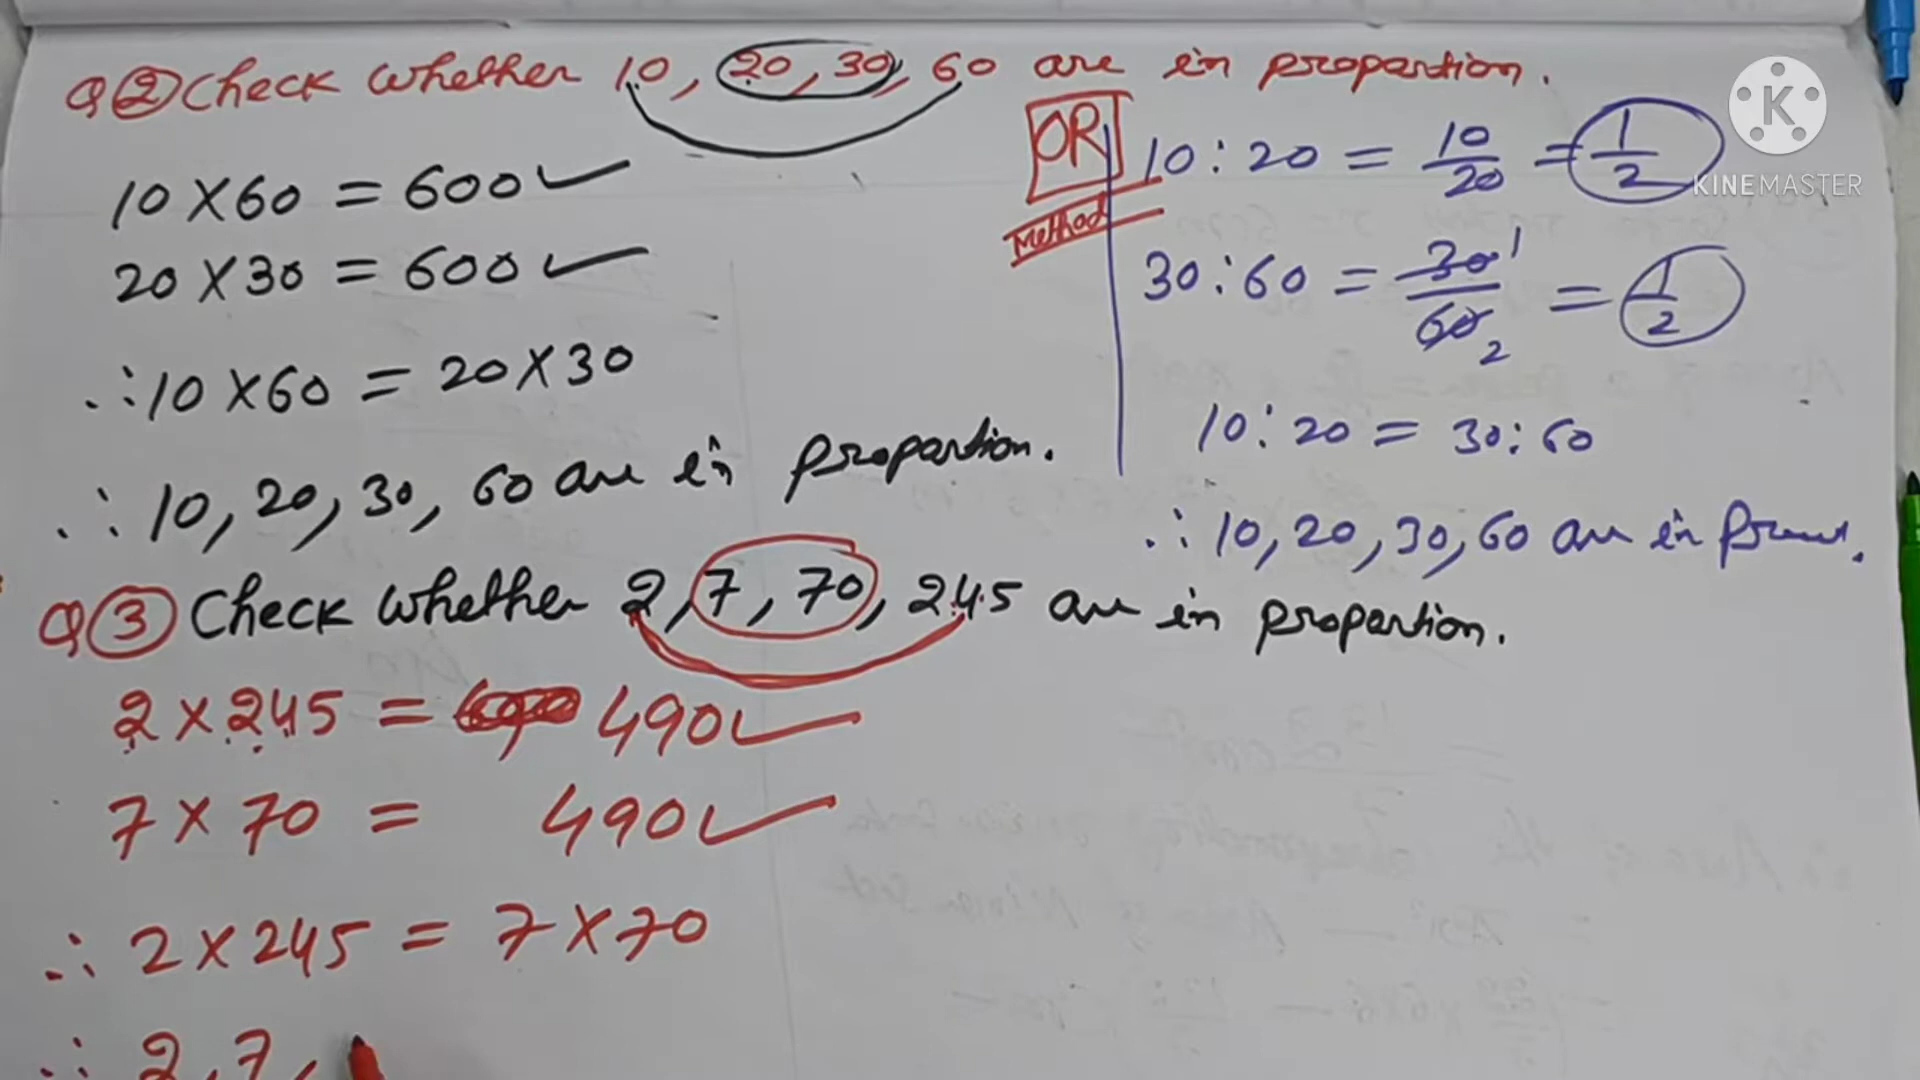 Q② Check whether 10, 20, 30, 60 are in proportion.
10 × 60 = 600 ✓
20 × 30 = 600 ✓
∴ 10 × 60 = 20 × 30
∴ 10, 20, 30, 60 are in proportion.
OR
Method
10 : 20 = 10/20 = 1/2
30 : 60 = 30/60 1 2 = 1/2
10 : 20 = 30 : 60
∴ 10, 20, 30, 60 are in
K
KINEMASTER
Q③ Check whether 2, 7, 70, 245 are in proportion.
2 × 245 = 490 ✓
7 × 70 = 490 ✓
∴ 2 × 245 = 7 × 70
∴ 2, 7,